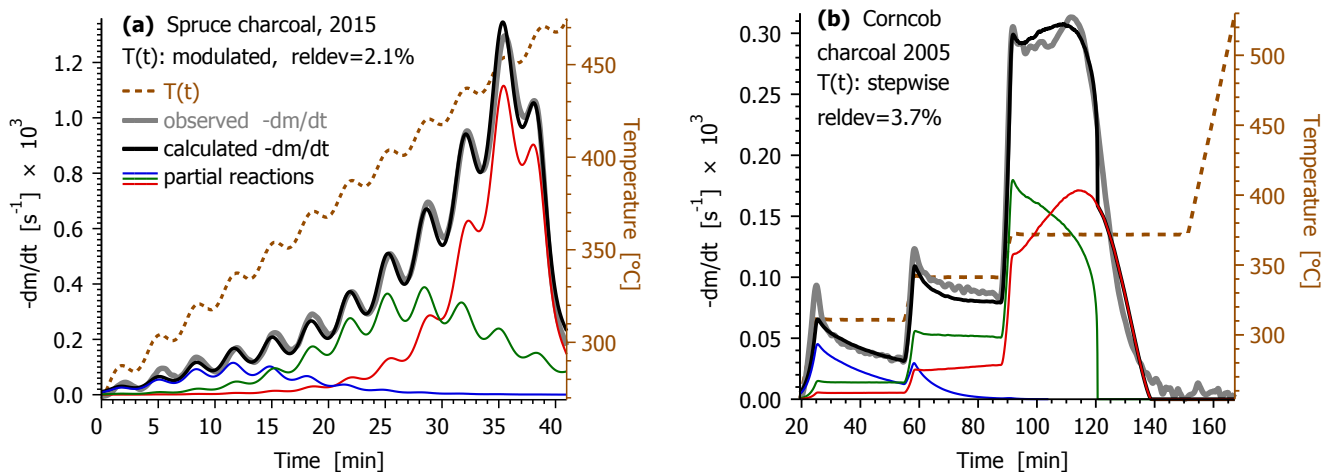 (a) Spruce charcoal, 2015
T(t): modulated, reldev=2.1%
T(t)
observed -dm/dt
calculated -dm/dt
partial reactions
-dm/dt [s⁻¹] × 10³
1.2
1.0
0.8
0.6
0.4
0.2
0.0
0 5 10 15 20 25 30 35 40
Time [min]
450
400
350
300
Temperature [°C]
(b) Corncob
charcoal 2005
T(t): stepwise
reldev=3.7%
-dm/dt [s⁻¹] × 10³
0.30
0.25
0.20
0.15
0.10
0.05
0.00
20 40 60 80 100 120 140 160
Time [min]
500
450
400
350
300
Temperature [°C]